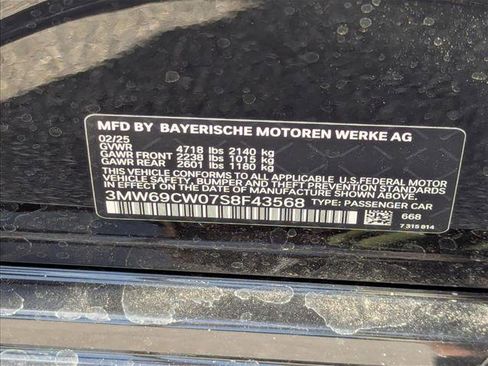 MFD BY BAYERISCHE MOTOREN WERKE AG
02/25
GVWR 4718 lbs 2140 kg
GAWR FRONT 2238 lbs 1015 kg
GAWR REAR 2601 lbs 1180 kg
THIS VEHICLE CONFORMS TO ALL APPLICABLE U.S.FEDERAL MOTOR
VEHICLE SAFETY, BUMPER, AND THEFT PREVENTION STANDARDS
IN EFFECT ON THE DATE OF MANUFACTURE SHOWN ABOVE.
3MW69CW07S8F43568 TYPE: PASSENGER CAR
668
7 315 814